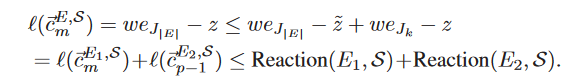 ℓ(c⃗_m^{E,S}) = we_{J_{|E|}} − z ≤ we_{J_{|E|}} − z̃ + we_{J_k} − z
= ℓ(c⃗_m^{E_1,S}) + ℓ(c⃗_{p−1}^{E_2,S}) ≤ Reaction(E_1, S) + Reaction(E_2, S).